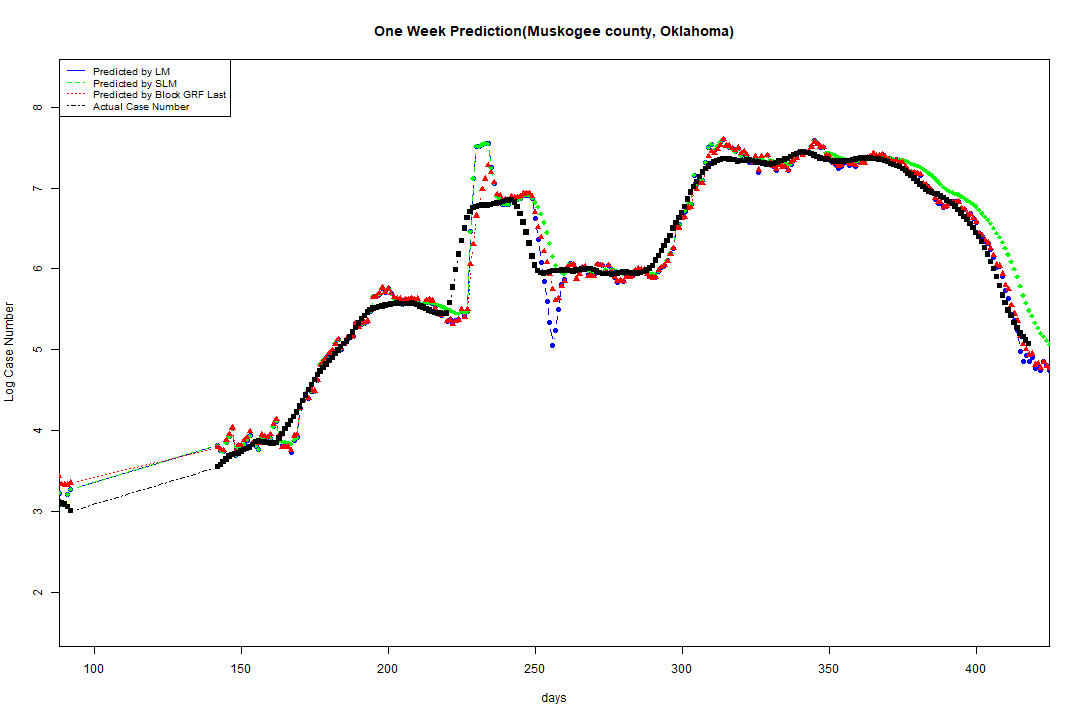 One Week Prediction(Muskogee county, Oklahoma)
Predicted by LM
Predicted by SLM
Predicted by Block GRF Last
Actual Case Number
8
7
6
5
4
3
2
Log Case Number
100 150 200 250 300 350 400
days